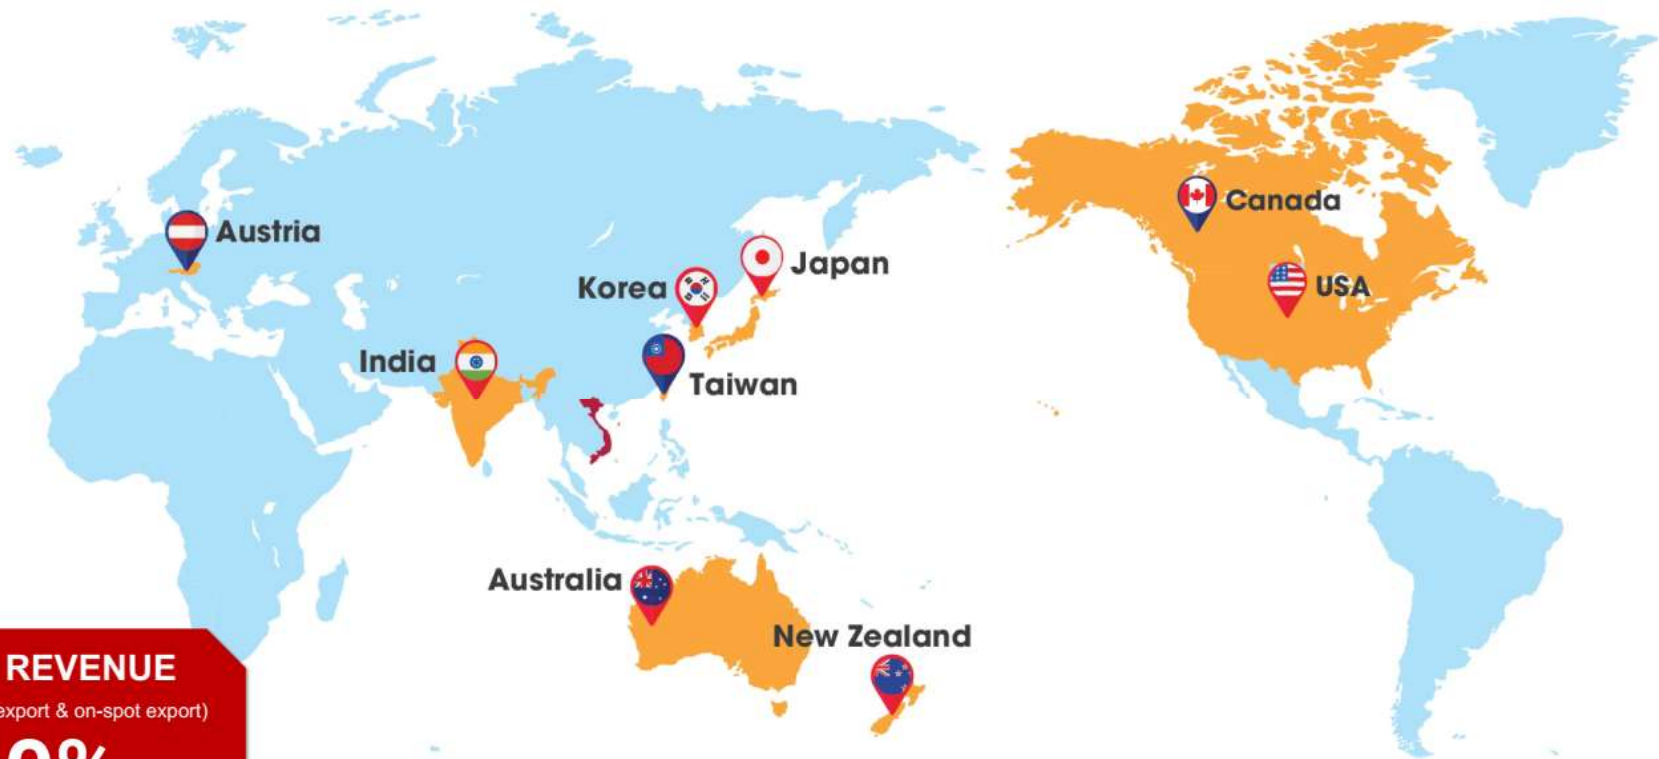 Canada
Austria
Japan
USA
Korea
India
Taiwan
Australia
New Zealand
REVENUE
export & on-spot export)
%